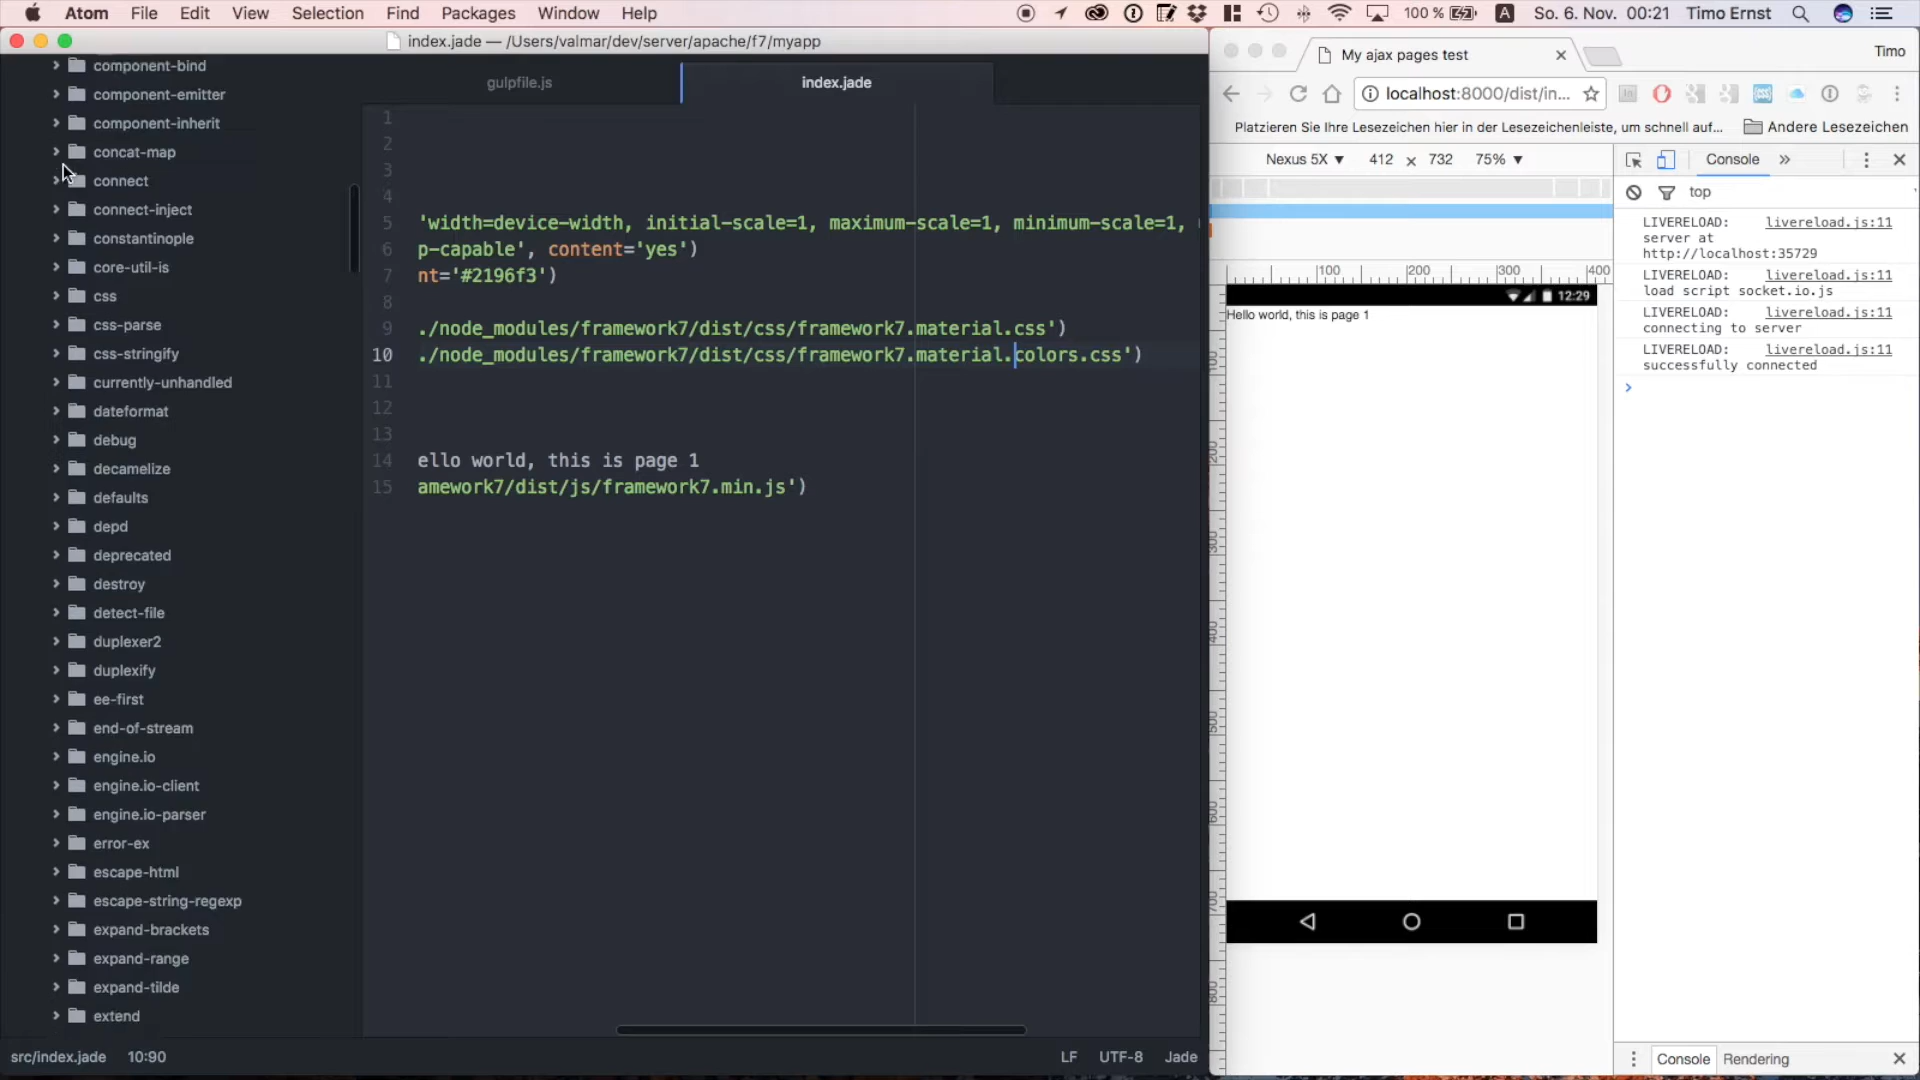 Atom File Edit View Selection Find Packages Window Help 100 % A So. 6. Nov. 00:21 Timo Ernst
index.jade — /Users/valmar/dev/server/apache/f7/myapp
component-bind
component-emitter
component-inherit
concat-map
connect
connect-inject
constantinople
core-util-is
css
css-parse
css-stringify
currently-unhandled
dateformat
debug
decamelize
defaults
depd
deprecated
destroy
detect-file
duplexer2
duplexify
ee-first
end-of-stream
engine.io
engine.io-client
engine.io-parser
error-ex
escape-html
escape-string-regexp
expand-brackets
expand-range
expand-tilde
extend
gulpfile.js index.jade
1
2
3
4
5 'width=device-width, initial-scale=1, maximum-scale=1, minimum-scale=1,
6 p-capable', content='yes')
7 nt='#2196f3')
8
9 ./node_modules/framework7/dist/css/framework7.material.css')
10 ./node_modules/framework7/dist/css/framework7.material.colors.css')
11
12
13
14 ello world, this is page 1
15 amework7/dist/js/framework7.min.js')
src/index.jade 10:90 LF UTF-8 Jade
My ajax pages test Timo
localhost:8000/dist/in...
Platzieren Sie Ihre Lesezeichen hier in der Lesezeichenleiste, um schnell auf... Andere Lesezeichen
Nexus 5X ▼ 412 × 732 75% ▼
100 200 300 400
100
200
300
400
500
600
700
800
12:29
Hello world, this is page 1
Console »
top
LIVERELOAD: livereload.js:11
server at
http://localhost:35729
LIVERELOAD: livereload.js:11
load script socket.io.js
LIVERELOAD: livereload.js:11
connecting to server
LIVERELOAD: livereload.js:11
successfully connected
Console Rendering